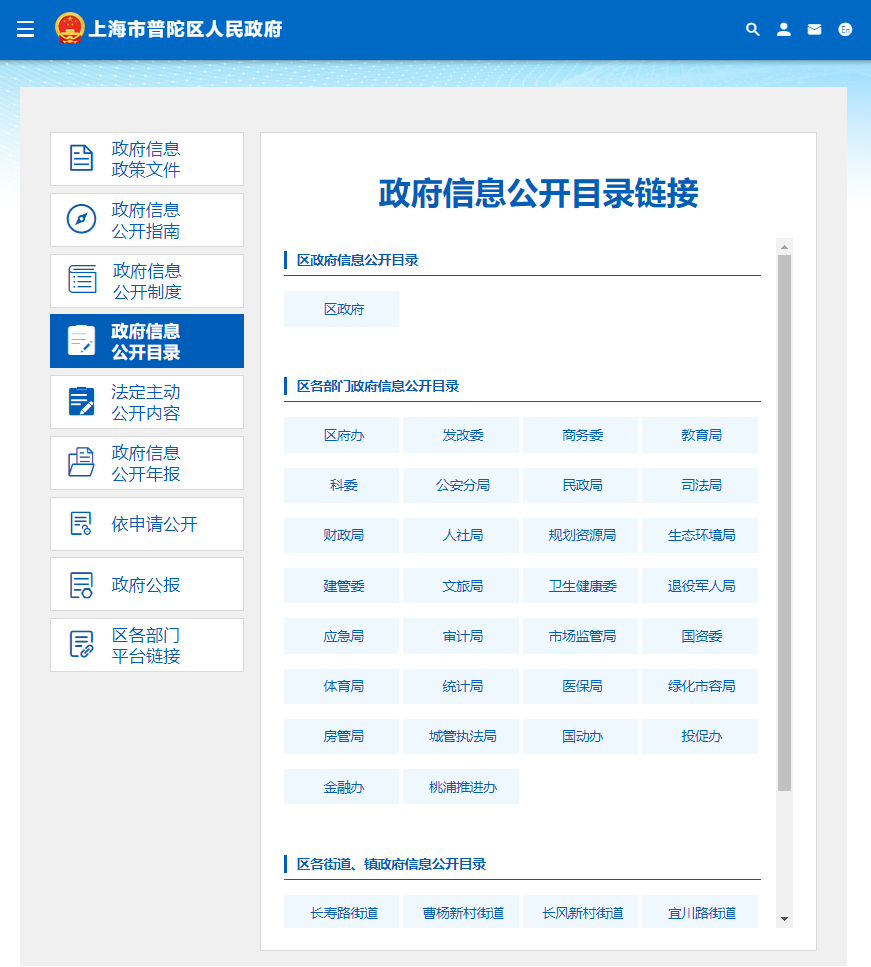 上海市普陀区人民政府
En
政府信息
政策文件
政府信息
公开指南
政府信息
公开制度
政府信息
公开目录
法定主动
公开内容
政府信息
公开年报
依申请公开
政府公报
区各部门
平台链接
政府信息公开目录链接
区政府信息公开目录
区政府
区各部门政府信息公开目录
区府办 发改委 商务委 教育局
科委 公安分局 民政局 司法局
财政局 人社局 规划资源局 生态环境局
建管委 文旅局 卫生健康委 退役军人局
应急局 审计局 市场监管局 国资委
体育局 统计局 医保局 绿化市容局
房管局 城管执法局 国动办 投促办
金融办 桃浦推进办
区各街道、镇政府信息公开目录
长寿路街道 曹杨新村街道 长风新村街道 宜川路街道